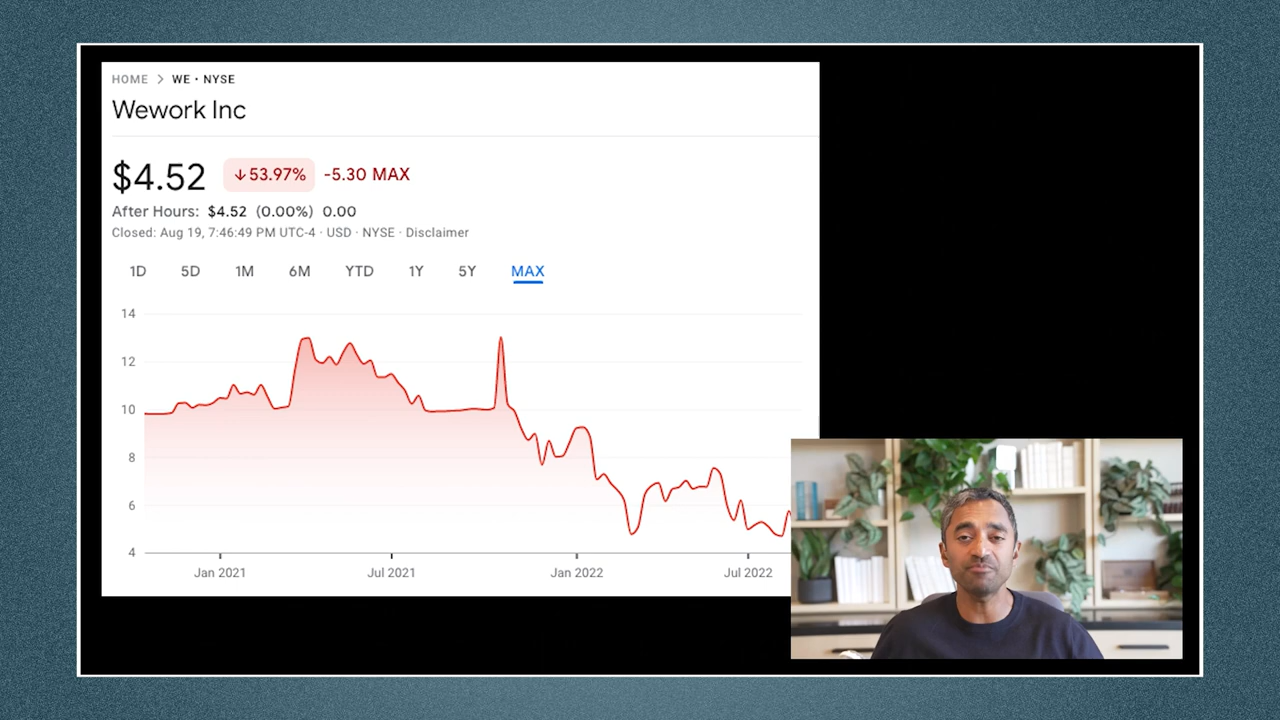 HOME > WE • NYSE
Wework Inc
$4.52 ↓53.97% -5.30 MAX
After Hours: $4.52 (0.00%) 0.00
Closed: Aug 19, 7:46:49 PM UTC-4 · USD · NYSE · Disclaimer
1D 5D 1M 6M YTD 1Y 5Y MAX
14
12
10
8
6
4
Jan 2021 Jul 2021 Jan 2022 Jul 2022